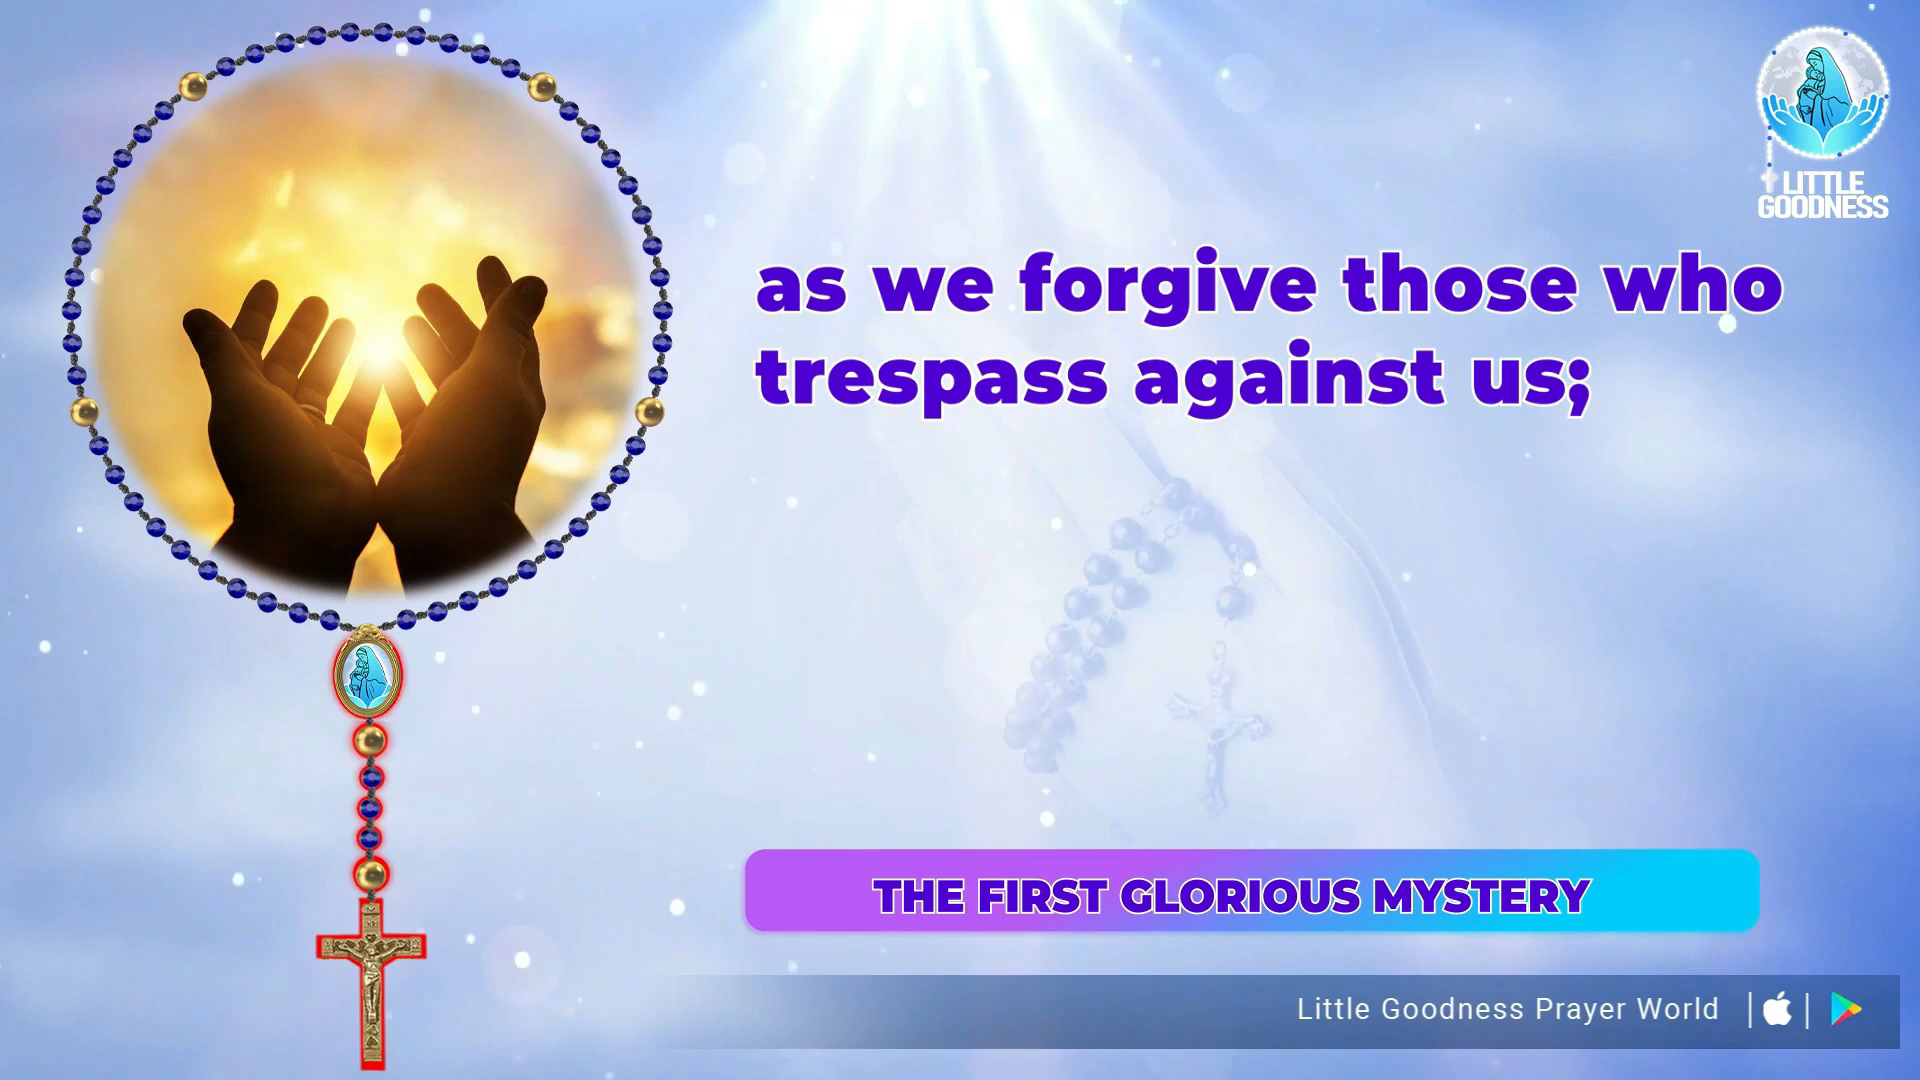 LITTLE
GOODNESS
as we forgive those who
trespass against us;
THE FIRST GLORIOUS MYSTERY
Little Goodness Prayer World